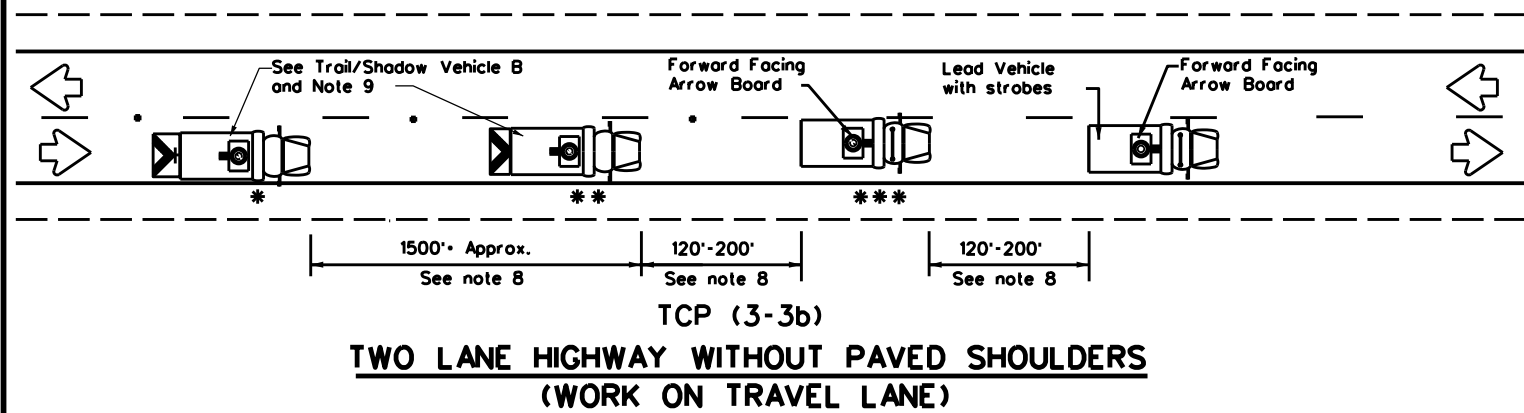 See Trail/Shadow Vehicle B
and Note 9
Forward Facing
Arrow Board
Lead Vehicle
with strobes
Forward Facing
Arrow Board
*
**
***
1500'+ Approx.
See note 8
120'-200'
See note 8
120'-200'
See note 8
TCP (3-3b)
TWO LANE HIGHWAY WITHOUT PAVED SHOULDERS
(WORK ON TRAVEL LANE)